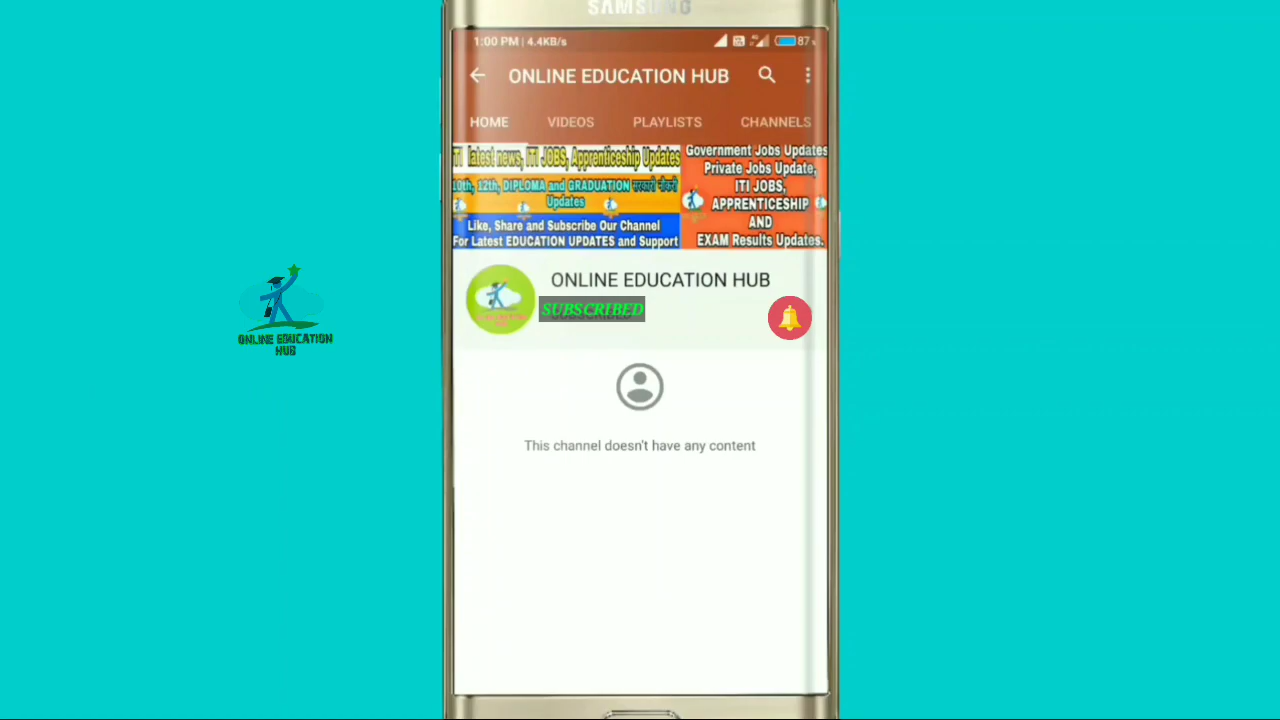 SAMSUNG
1:00 PM | 4.4KB/s
87%
ONLINE EDUCATION HUB
HOME
VIDEOS
PLAYLISTS
CHANNELS
ITI latest news, ITI JOBS, Apprenticeship Updates
10th, 12th, DIPLOMA and GRADUATION सरकारी नौकरी
Updates
Like, Share and Subscribe Our Channel
For Latest EDUCATION UPDATES and Support
Government Jobs Updates
Private Jobs Update,
ITI JOBS,
APPRENTICESHIP
AND
EXAM Results Updates.
ONLINE EDUCATION HUB
SUBSCRIBED
This channel doesn't have any content
ONLINE EDUCATION
HUB